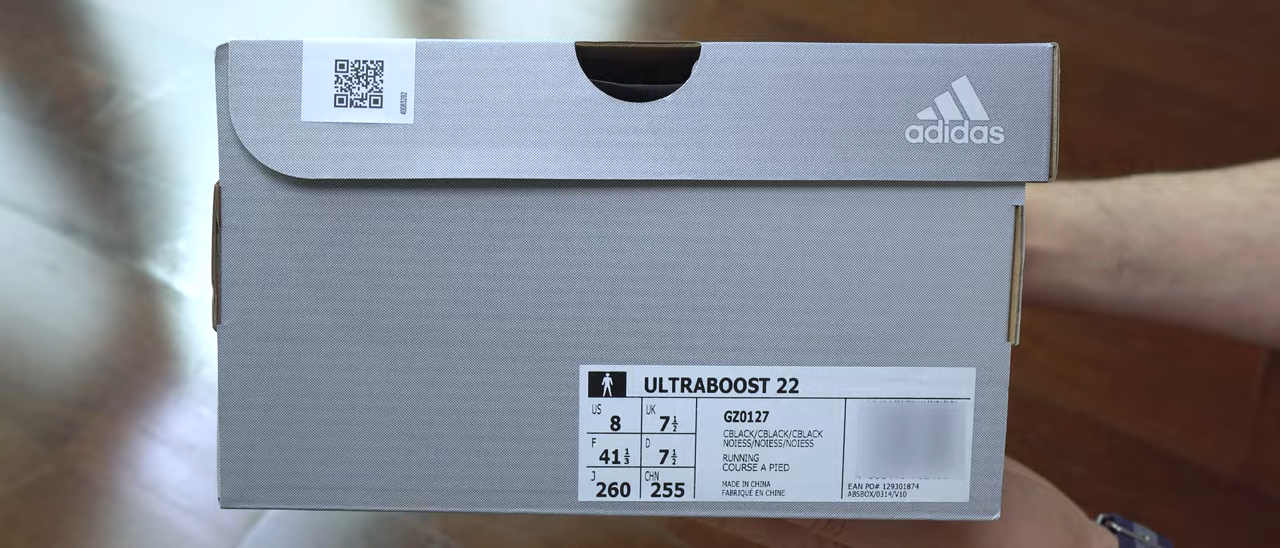 40083282
adidas
ULTRABOOST 22
US 8 UK 7½
F 41⅓ D 7½
J 260 CHN 255
GZ0127
CBLACK/CBLACK/CBLACK
NOIESS/NOIESS/NOIESS
RUNNING
COURSE A PIED
MADE IN CHINA
FABRIQUÉ EN CHINE
EAN PO# 129301874
ABSBOX/0314/V10